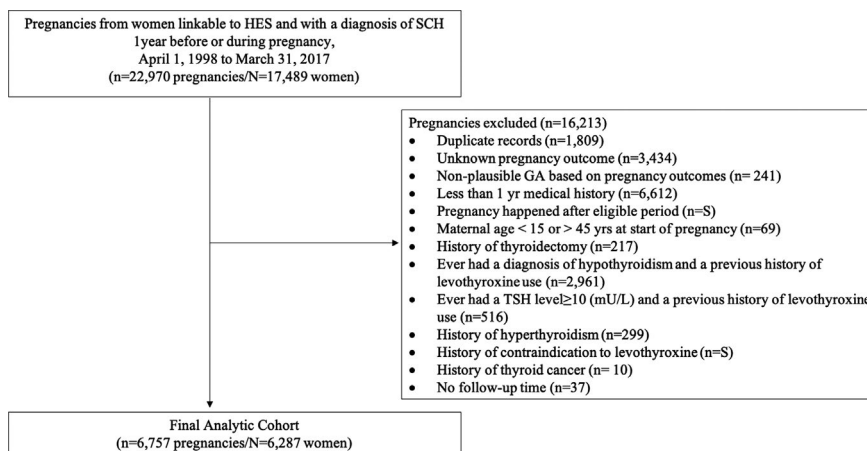 Pregnancies from women linkable to HES and with a diagnosis of SCH
1year before or during pregnancy,
April 1, 1998 to March 31, 2017
(n=22,970 pregnancies/N=17,489 women)
Pregnancies excluded (n=16,213)
• Duplicate records (n=1,809)
• Unknown pregnancy outcome (n=3,434)
• Non-plausible GA based on pregnancy outcomes (n= 241)
• Less than 1 yr medical history (n=6,612)
• Pregnancy happened after eligible period (n=S)
• Maternal age < 15 or > 45 yrs at start of pregnancy (n=69)
• History of thyroidectomy (n=217)
• Ever had a diagnosis of hypothyroidism and a previous history of
levothyroxine use (n=2,961)
• Ever had a TSH level≥10 (mU/L) and a previous history of levothyroxine
use (n=516)
• History of hyperthyroidism (n=299)
• History of contraindication to levothyroxine (n=S)
• History of thyroid cancer (n= 10)
• No follow-up time (n=37)
Final Analytic Cohort
(n=6,757 pregnancies/N=6,287 women)